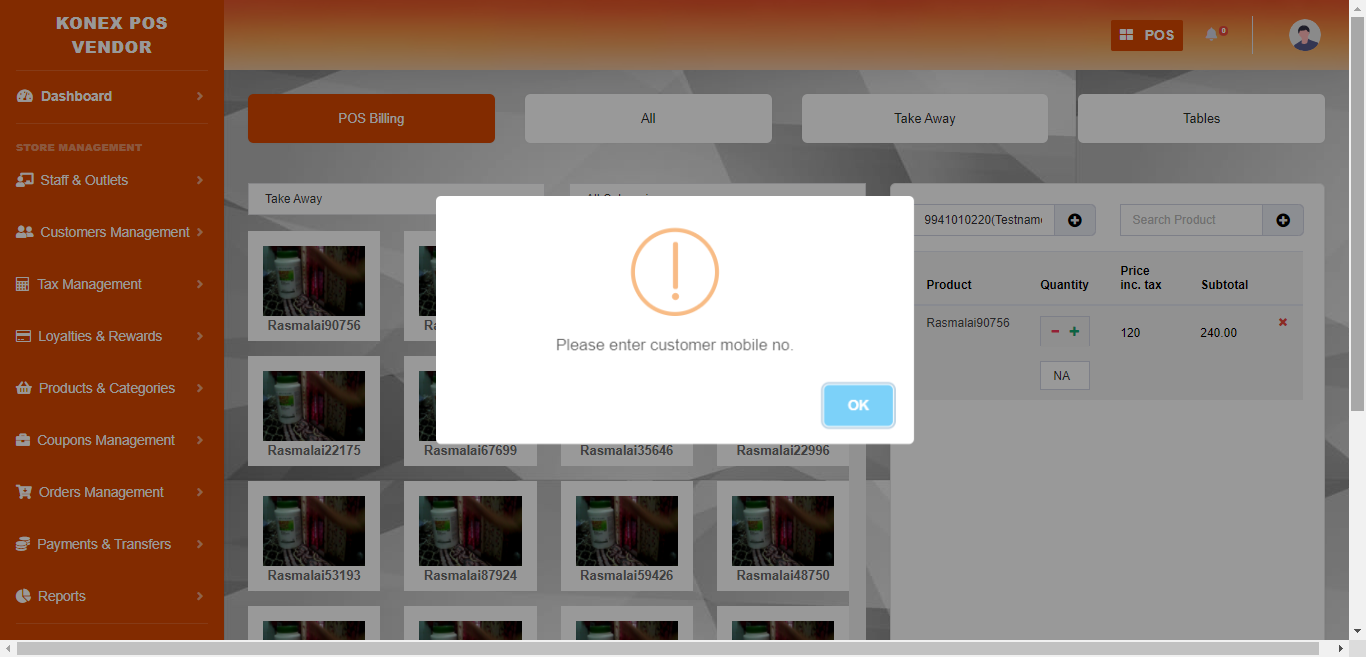 KONEX POS
VENDOR
POS
0
Dashboard
POS Billing
All
Take Away
Tables
STORE MANAGEMENT
Staff & Outlets
Customers Management
Tax Management
Loyalties & Rewards
Products & Categories
Coupons Management
Orders Management
Payments & Transfers
Reports
Take Away
Rasmalai90756
Rasmalai22175
Rasmalai67699
Rasmalai35646
Rasmalai22996
Rasmalai53193
Rasmalai87924
Rasmalai59426
Rasmalai48750
Please enter customer mobile no.
OK
9941010220(Testname
Search Product
Product
Quantity
Price
inc. tax
Subtotal
Rasmalai90756
120
240.00
NA